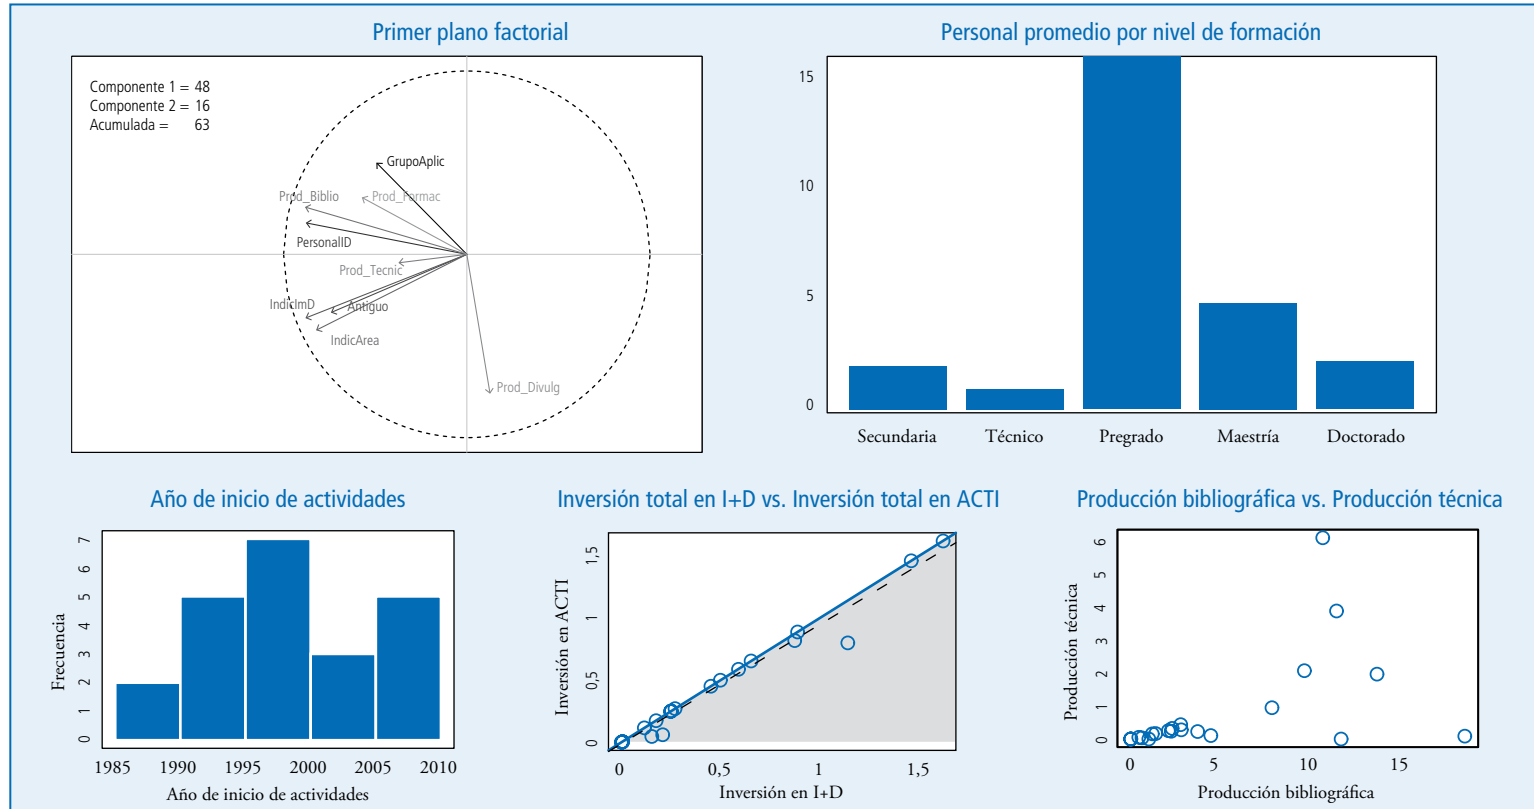 Primer plano factorial
Componente 1 = 48
Componente 2 = 16
Acumulada = 63
GrupoAplic
Prod_Biblio
Prod_Formac
PersonalID
Prod_Tecnic
IndicImD
Antiguo
IndicArea
Prod_Divulg
Personal promedio por nivel de formación
15
10
5
0
Secundaria Técnico Pregrado Maestría Doctorado
Año de inicio de actividades
Frecuencia
7
6
5
4
3
2
1
0
1985 1990 1995 2000 2005 2010
Año de inicio de actividades
Inversión total en I+D vs. Inversión total en ACTI
Inversión en ACTI
1,5
1
0,5
0
0 0,5 1 1,5
Inversión en I+D
Producción bibliográfica vs. Producción técnica
Producción técnica
6
5
4
3
2
1
0
0 5 10 15
Producción bibliográfica